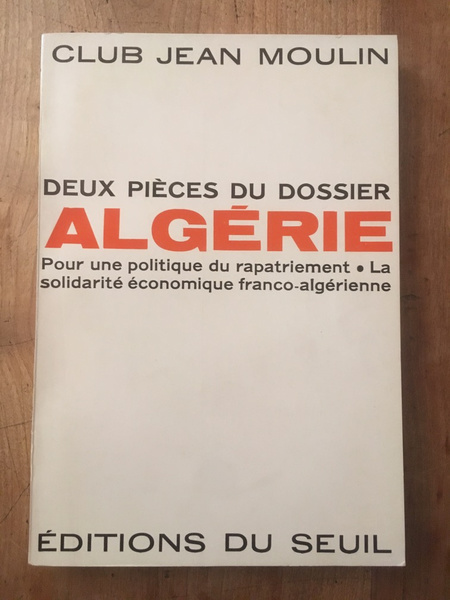 CLUB JEAN MOULIN
DEUX PIÈCES DU DOSSIER
ALGÉRIE
Pour une politique du rapatriement • La
solidarité économique franco-algérienne
ÉDITIONS DU SEUIL